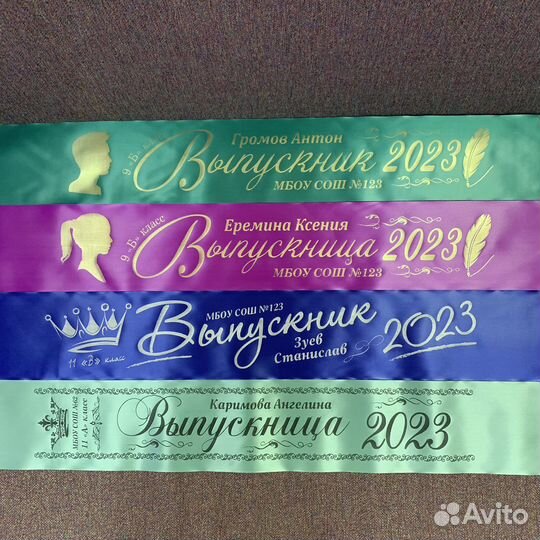 Громов Антон
9 «Б» класс
Выпускник 2023
МБОУ СОШ №123
Еремина Ксения
9 «Б» класс
Выпускница 2023
МБОУ СОШ №123
МБОУ СОШ №123
Выпускник 2023
Зуев
Станислав
11 «В» класс
Каримова Ангелина
МБОУ СОШ №62
11 «А» класс
Выпускница 2023
Avito